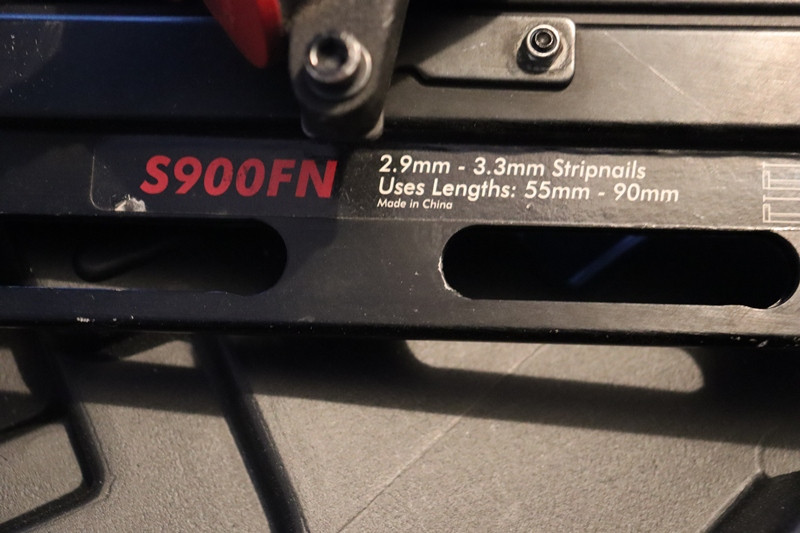 S900FN
2.9mm - 3.3mm Stripnails
Uses Lengths: 55mm - 90mm
Made in China